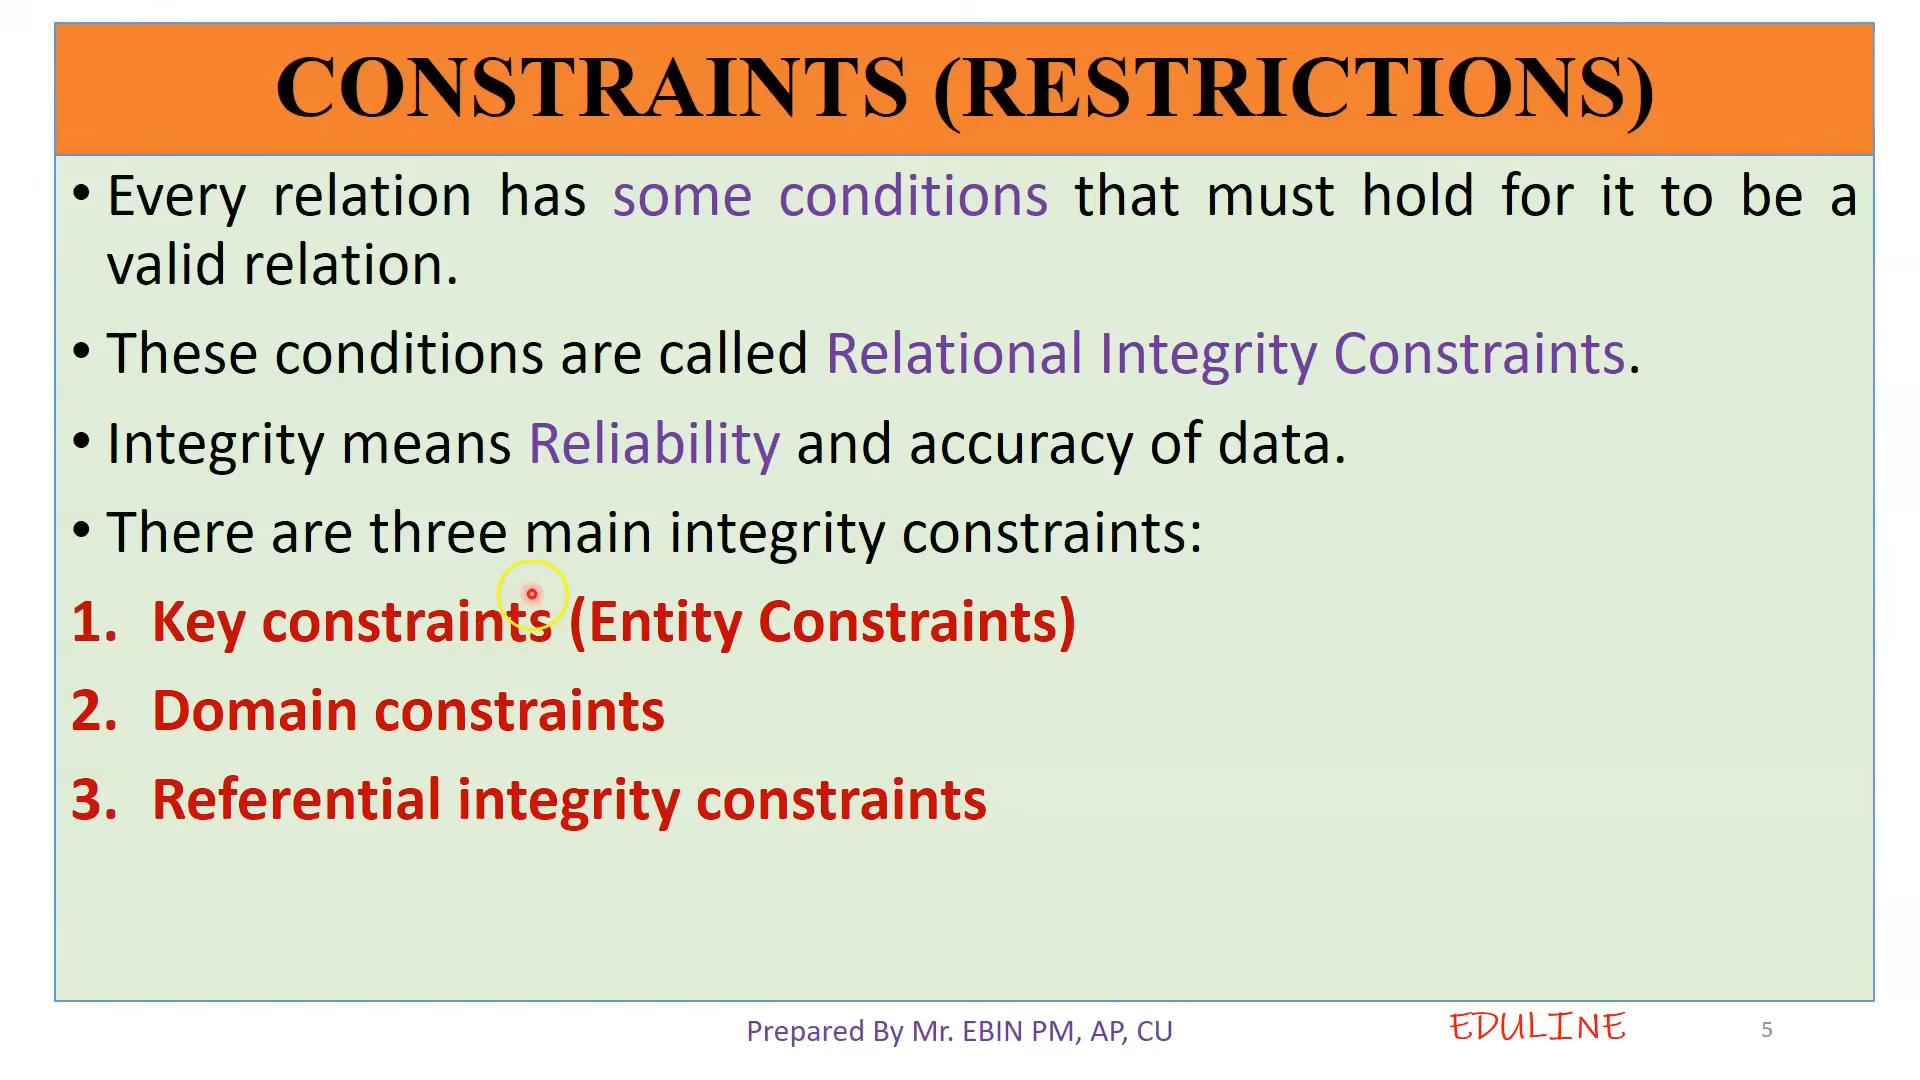 CONSTRAINTS (RESTRICTIONS)
• Every relation has some conditions that must hold for it to be a
valid relation.
• These conditions are called Relational Integrity Constraints.
• Integrity means Reliability and accuracy of data.
• There are three main integrity constraints:
1. Key constraints (Entity Constraints)
2. Domain constraints
3. Referential integrity constraints
Prepared By Mr. EBIN PM, AP, CU
EDULINE
5